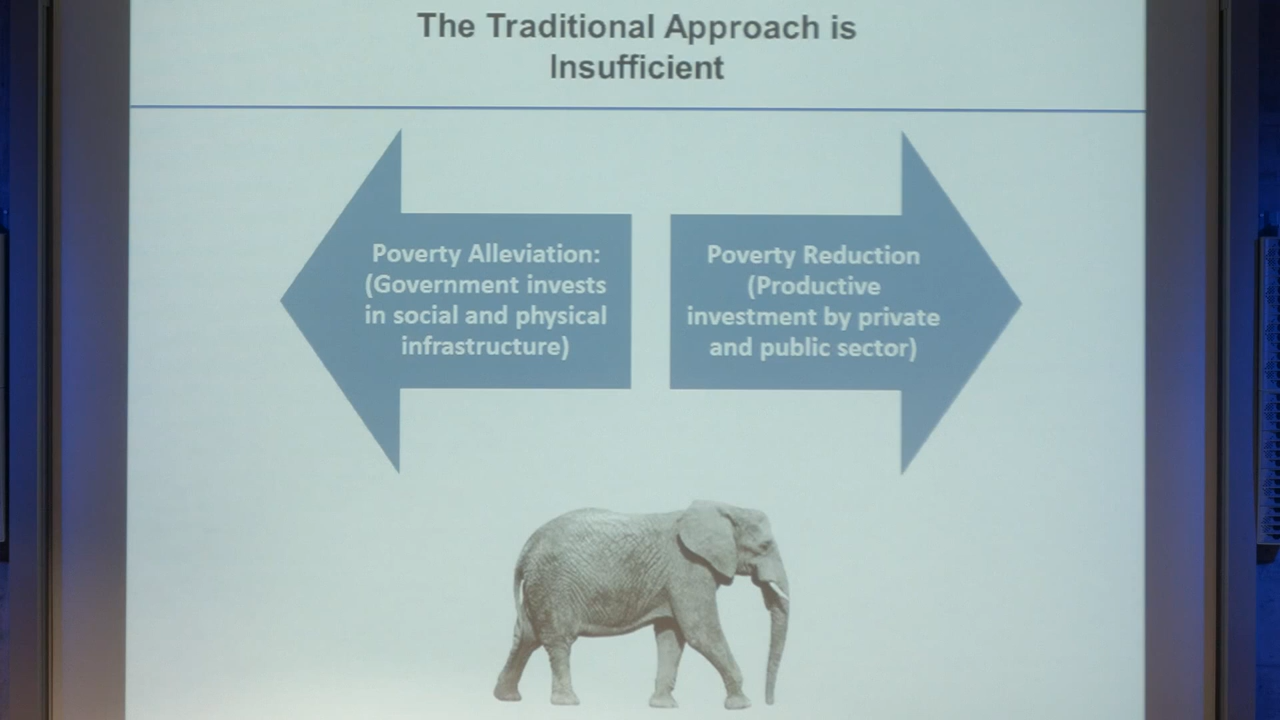 The Traditional Approach is
Insufficient
Poverty Alleviation:
(Government invests
in social and physical
infrastructure)
Poverty Reduction
(Productive
investment by private
and public sector)